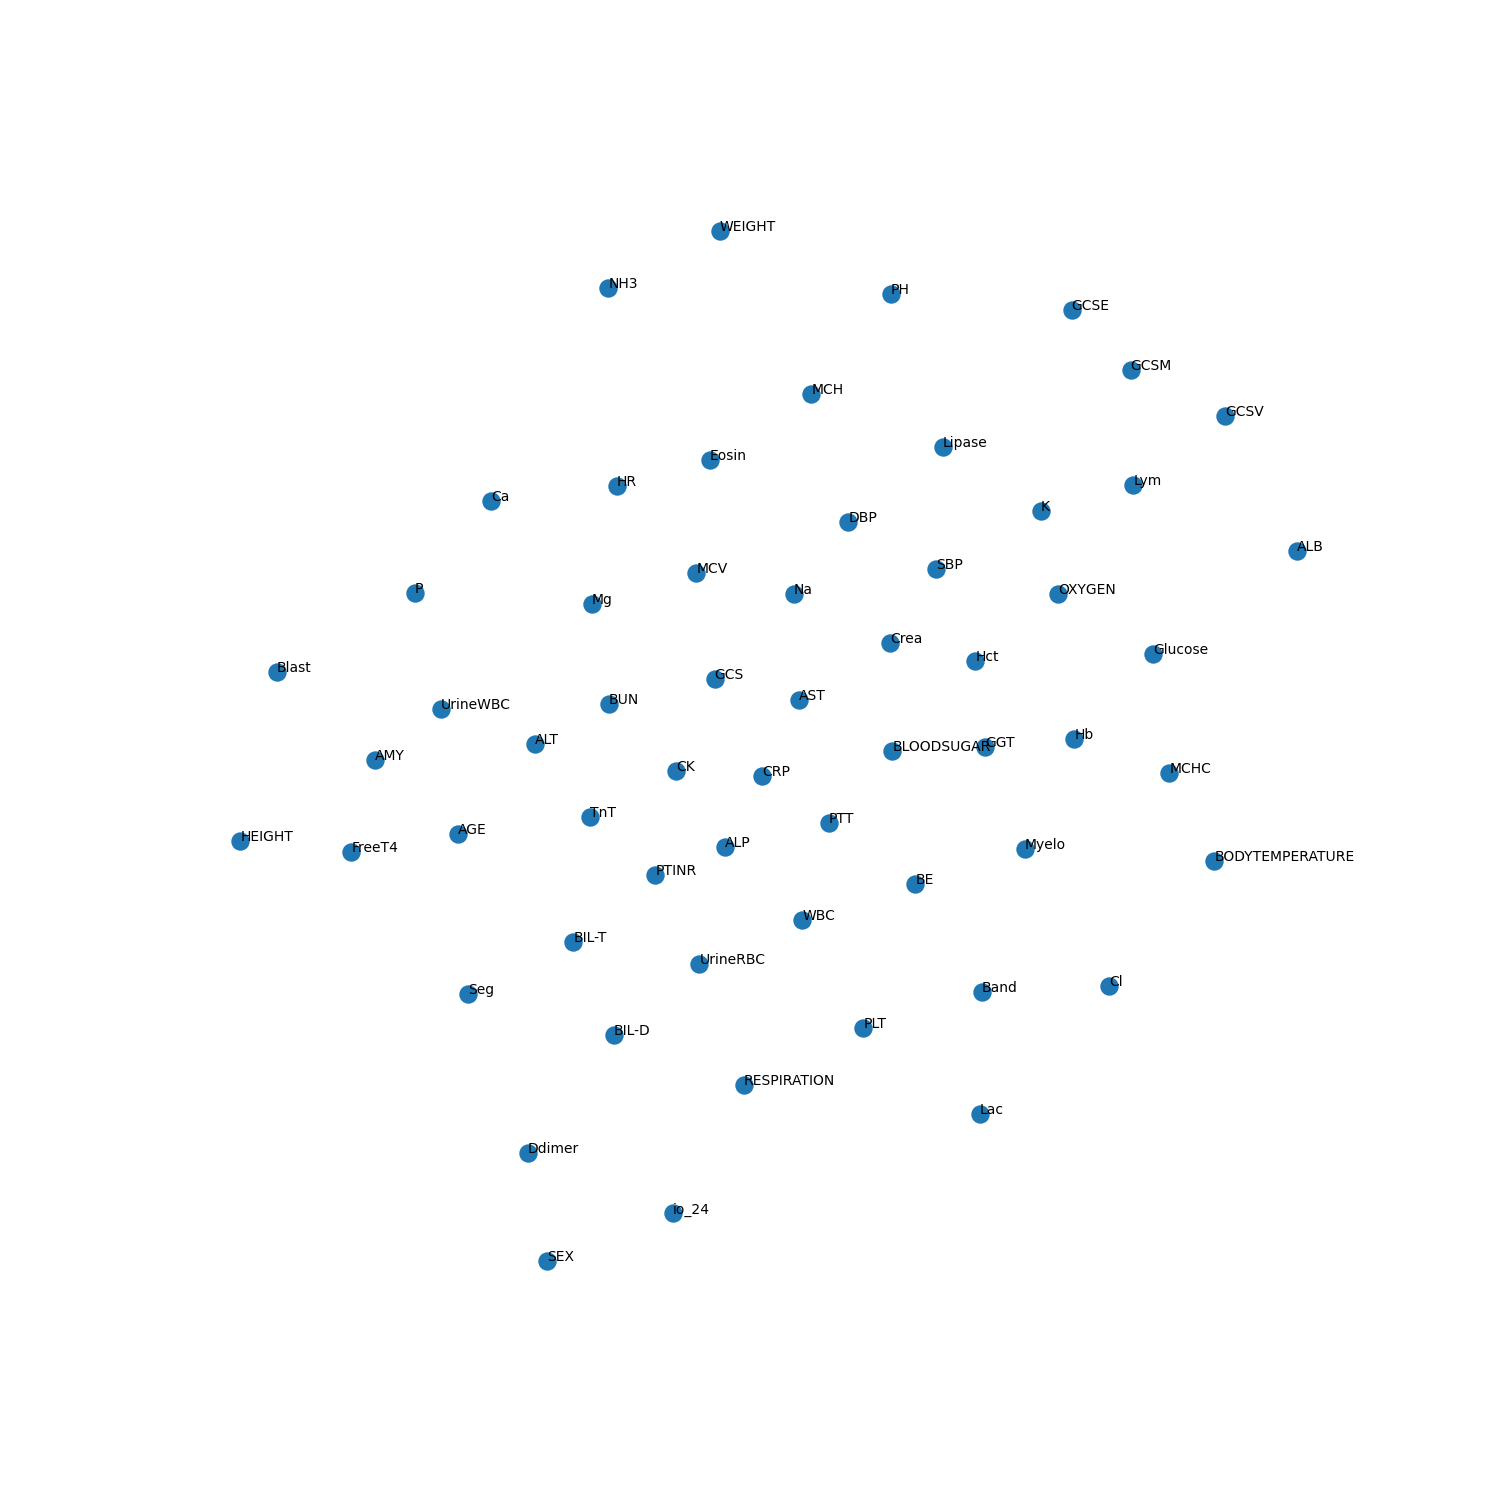 WEIGHT
NH3
PH
GCSE
GCSM
MCH
GCSV
Lipase
Eosin
HR
Lym
Ca
K
DBP
ALB
SBP
MCV
P
Na
OXYGEN
Mg
Crea
Glucose
Hct
Blast
GCS
AST
BUN
UrineWBC
Hb
ALT
GGT
BLOODSUGAR
AMY
CK
MCHC
CRP
TnT
PTT
AGE
HEIGHT
ALP
Myelo
FreeT4
BODYTEMPERATURE
PTINR
BE
WBC
BIL-T
UrineRBC
Cl
Band
Seg
PLT
BIL-D
RESPIRATION
Lac
Ddimer
io_24
SEX